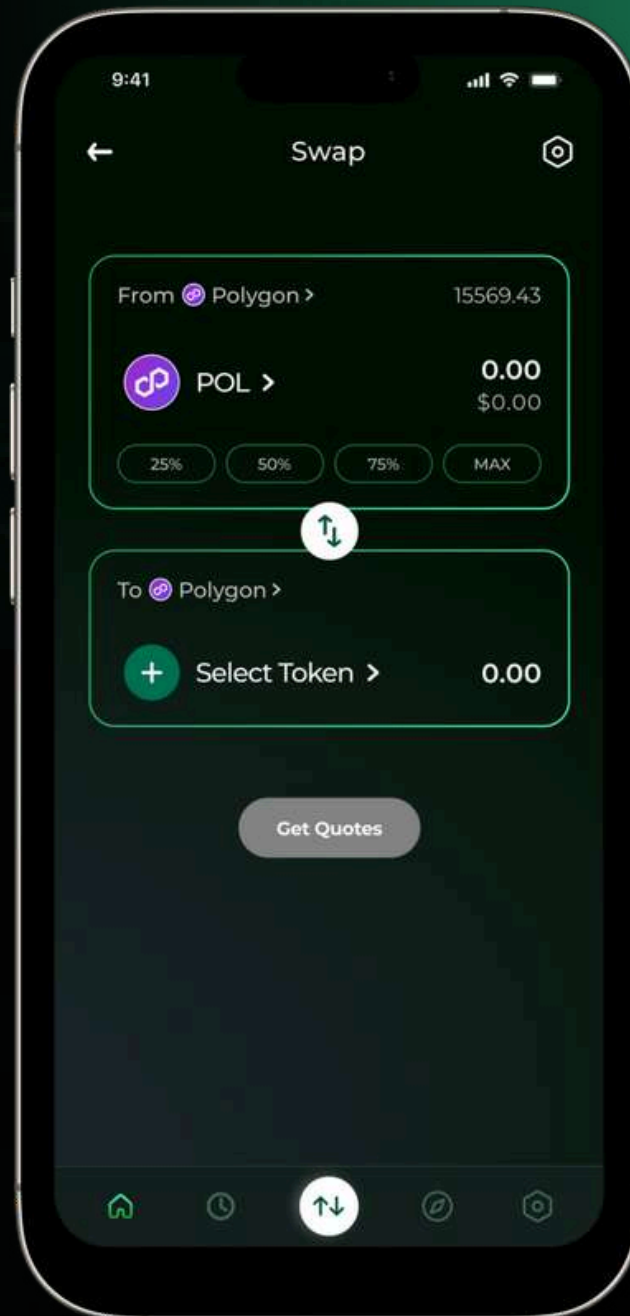 9:41
Swap
From Polygon > 15569.43
POL > 0.00
$0.00
25% 50% 75% MAX
To Polygon >
Select Token > 0.00
Get Quotes